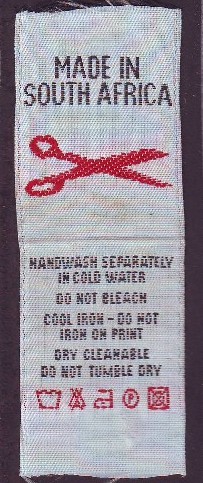 MADE IN
SOUTH AFRICA
HANDWASH SEPARATELY
IN COLD WATER
DO NOT BLEACH
COOL IRON - DO NOT
IRON ON PRINT
DRY CLEANABLE
DO NOT TUMBLE DRY